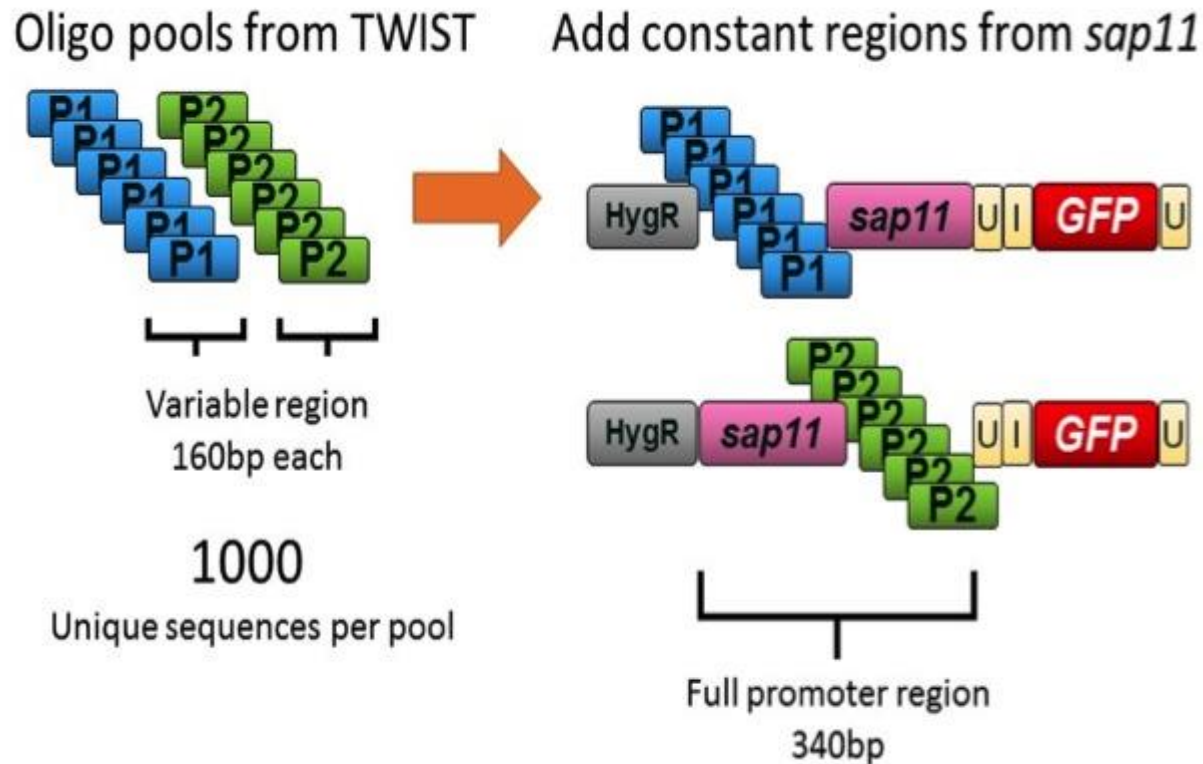 Oligo pools from TWIST
Add constant regions from sap11
P1
P1
P1
P1
P1
P1
P2
P2
P2
P2
P2
P2
Variable region
160bp each
1000
Unique sequences per pool
P1
P1
P1
P1
P1
P1
HygR
sap11
U
I
GFP
U
P2
P2
P2
P2
P2
P2
HygR
sap11
U
I
GFP
U
Full promoter region
340bp